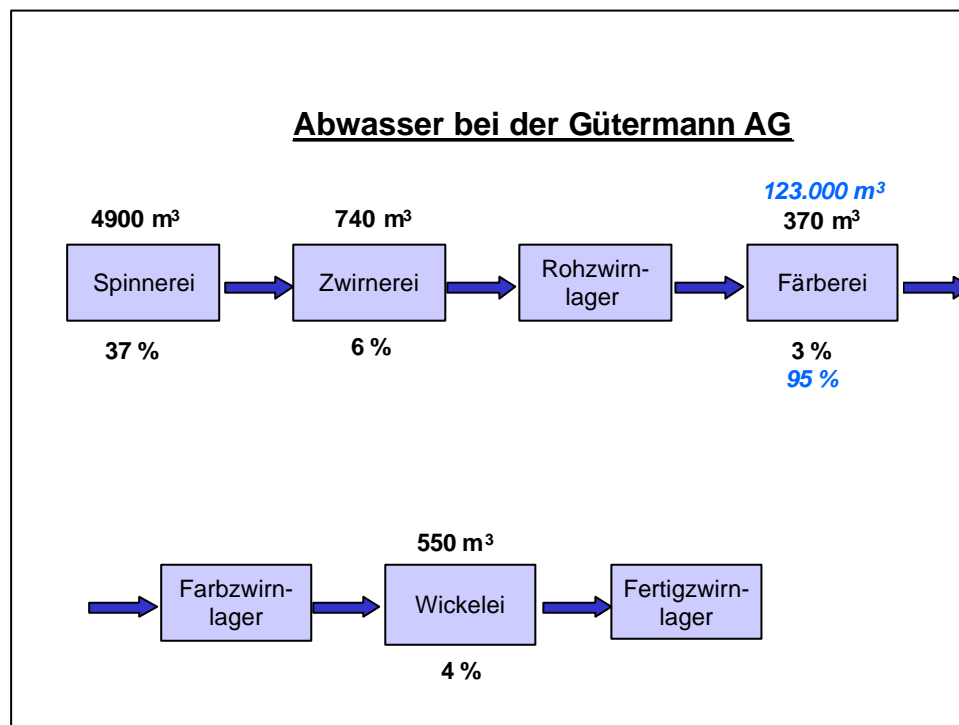 Abwasser bei der Gütermann AG
4900 m³
740 m³
123.000 m³
370 m³
Spinnerei
Zwirnerei
Rohzwirn-
lager
Färberei
37 %
6 %
3 %
95 %
550 m³
Farbzwirn-
lager
Wickelei
Fertigzwirn-
lager
4 %